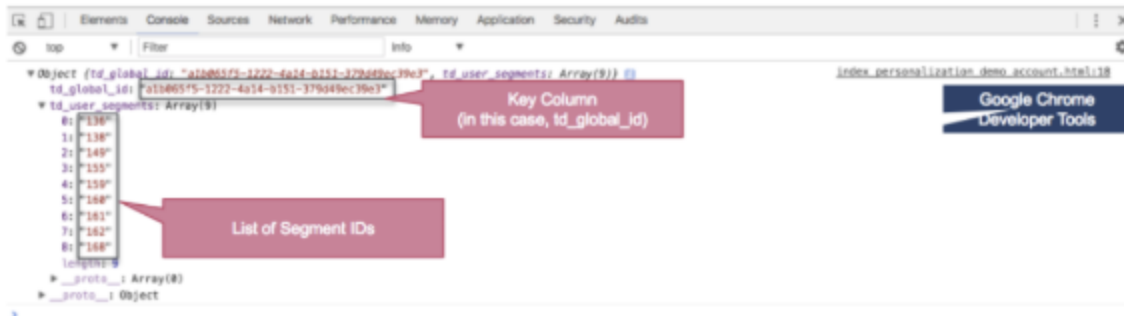 Elements Console Sources Network Performance Memory Application Security Audits
top Filter Info
Object {td_global_id: "a1b065f5-1222-4a14-b151-379d49ec39e3", td_user_segments: Array(9)} index_personalization_demo_account.html:18
td_global_id: "a1b065f5-1222-4a14-b151-379d49ec39e3"
Key Column
(in this case, td_global_id)
Google Chrome
Developer Tools
td_user_segments: Array(9)
0: "136"
1: "138"
2: "149"
3: "155"
4: "159"
5: "160"
6: "161"
7: "162"
8: "168"
List of Segment IDs
length: 9
__proto__: Array(0)
__proto__: Object